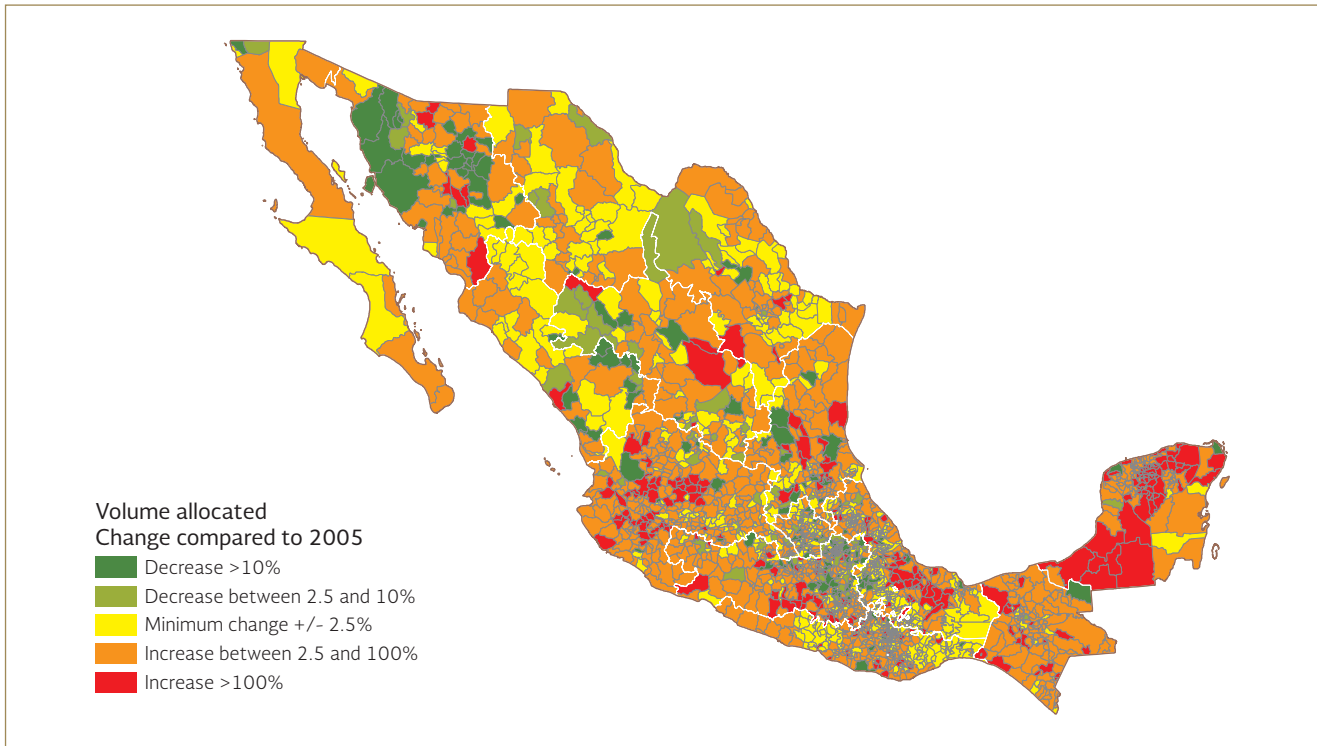 Volume allocated
Change compared to 2005
Decrease >10%
Decrease between 2.5 and 10%
Minimum change +/- 2.5%
Increase between 2.5 and 100%
Increase >100%